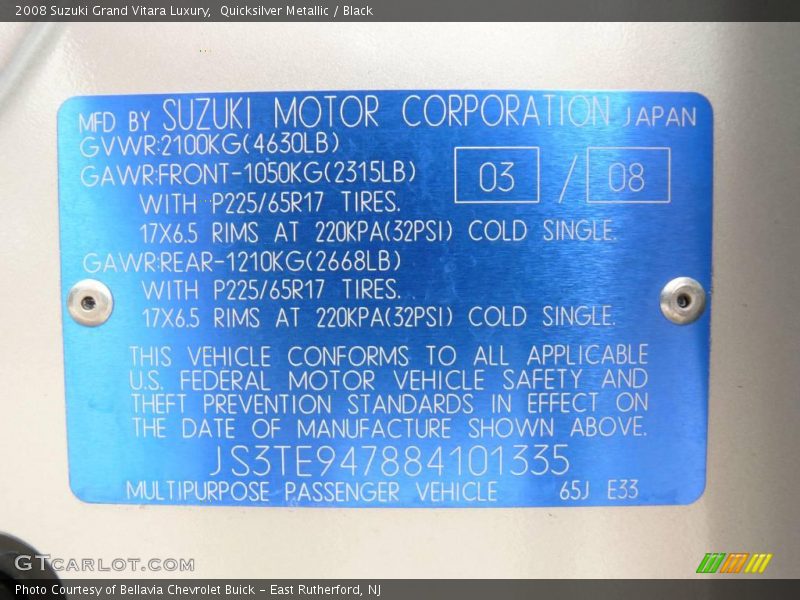 2008 Suzuki Grand Vitara Luxury,  Quicksilver Metallic / Black
MFD BY SUZUKI MOTOR CORPORATION JAPAN
GVWR:2100KG(4630LB)
GAWR:FRONT-1050KG(2315LB) 03 / 08
WITH P225/65R17 TIRES.
17X6.5 RIMS AT 220KPA(32PSI) COLD SINGLE.
GAWR:REAR-1210KG(2668LB)
WITH P225/65R17 TIRES.
17X6.5 RIMS AT 220KPA(32PSI) COLD SINGLE.
THIS VEHICLE CONFORMS TO ALL APPLICABLE
U.S. FEDERAL MOTOR VEHICLE SAFETY AND
THEFT PREVENTION STANDARDS IN EFFECT ON
THE DATE OF MANUFACTURE SHOWN ABOVE.
JS3TE947884101335
MULTIPURPOSE PASSENGER VEHICLE 65J E33
GTCARLOT.COM
Photo Courtesy of Bellavia Chevrolet Buick - East Rutherford, NJ